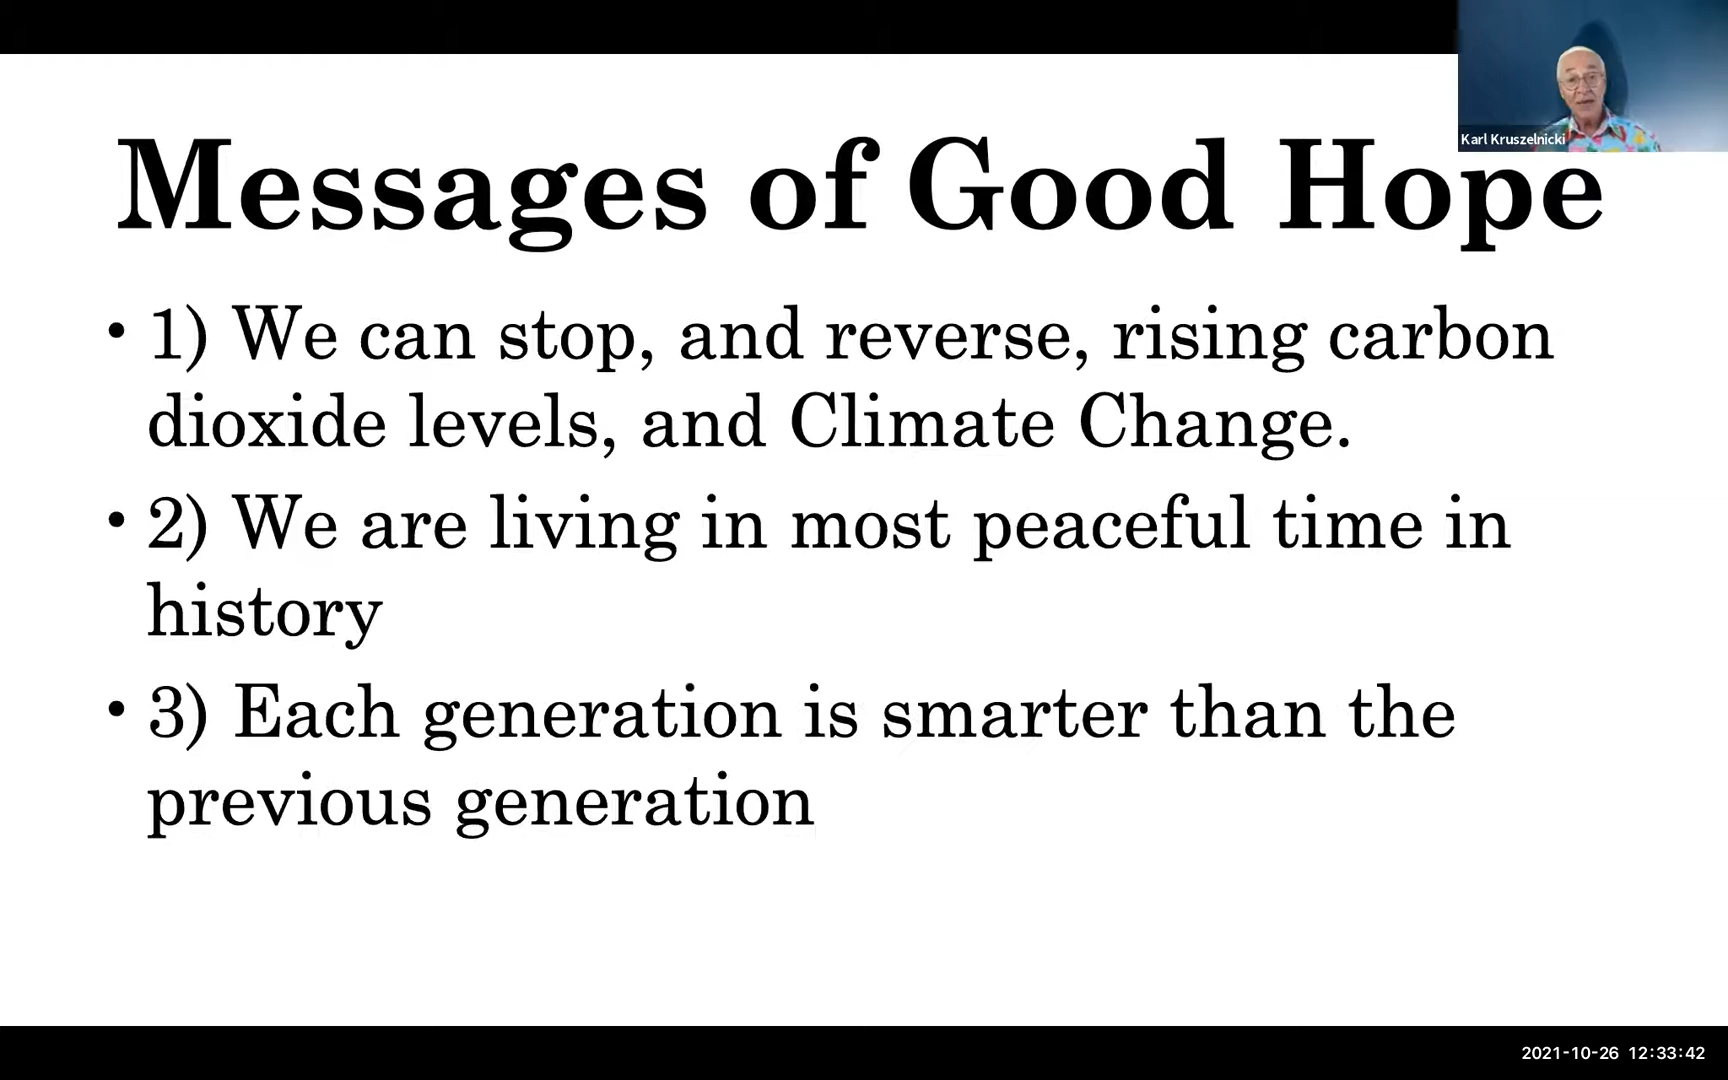 Karl Kruszelnicki
Messages of Good Hope
• 1) We can stop, and reverse, rising carbon
dioxide levels, and Climate Change.
• 2) We are living in most peaceful time in
history
• 3) Each generation is smarter than the
previous generation
2021-10-26 12:33:42